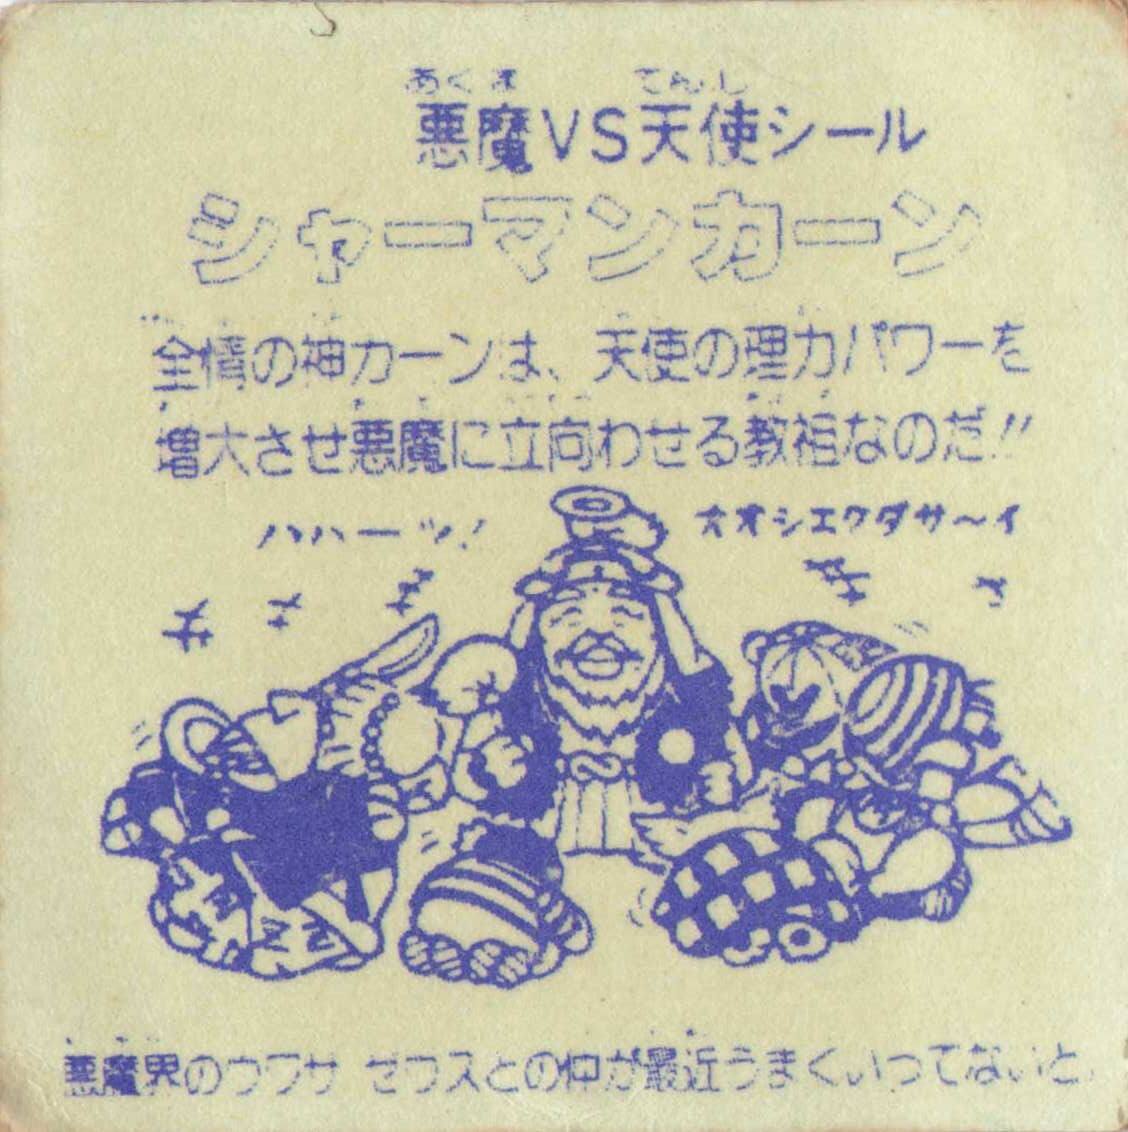 あくま てんし
悪魔VS天使シール
シャーマンカーン
全情の神カーンは、天使の理力パワーを
増大させ悪魔に立向わせる教祖なのだ!!
ハハーッ!
オオシエクダサ〜イ
悪魔界のウワサ ゼウスとの仲が最近うまくいってないと